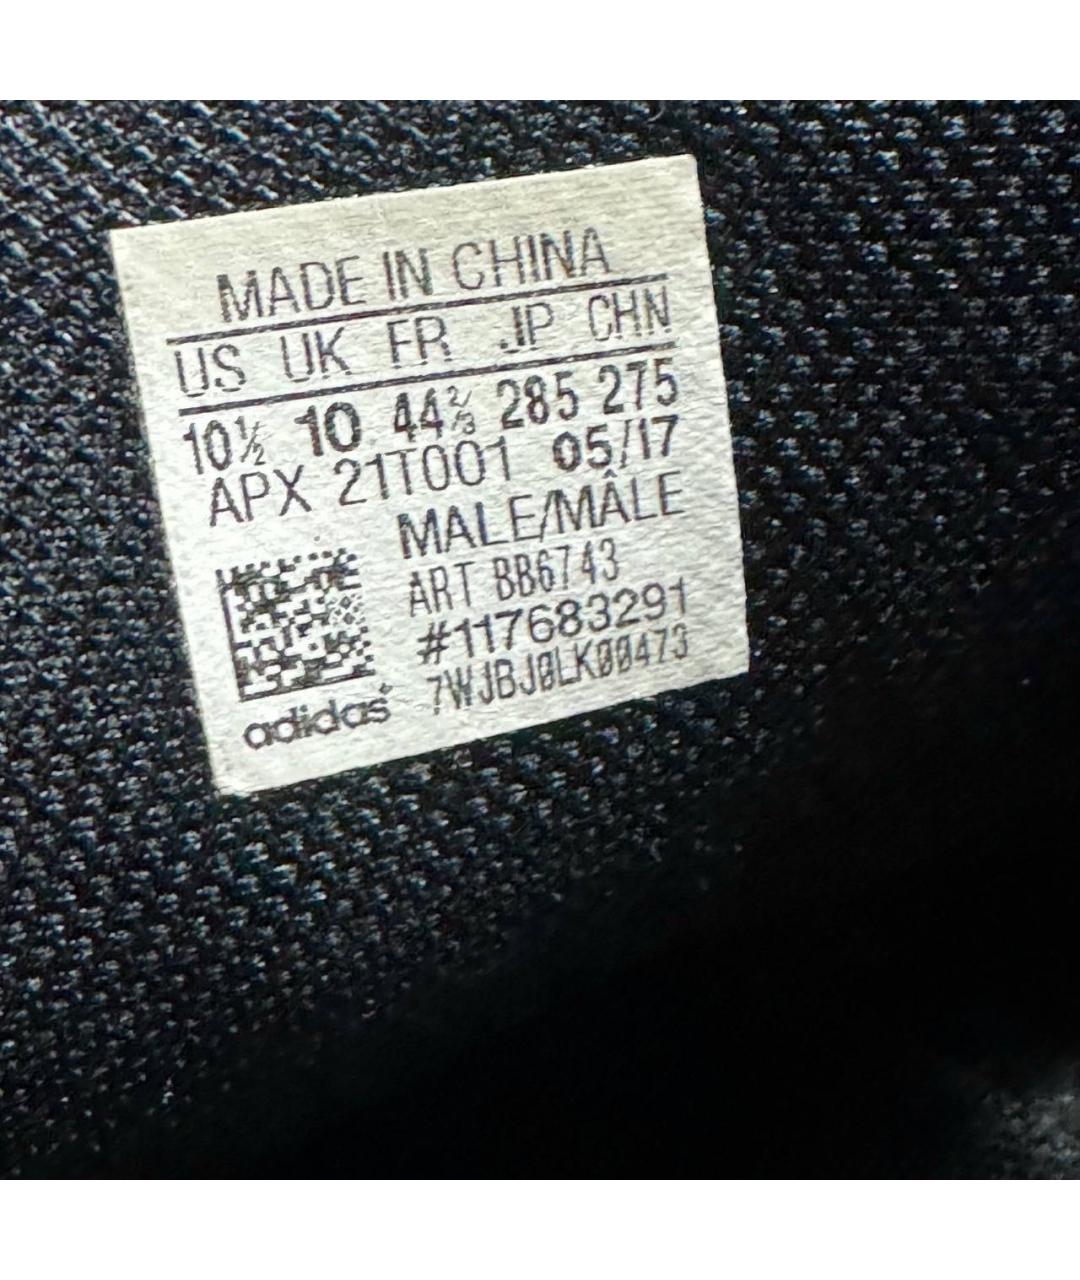 MADE IN CHINA
US UK FR JP CHN
10½ 10 44⅔ 285 275
APX 21T001 05/17
MALE/MÂLE
ART BB6743
#117683291
7WJBJ0LK00473
adidas